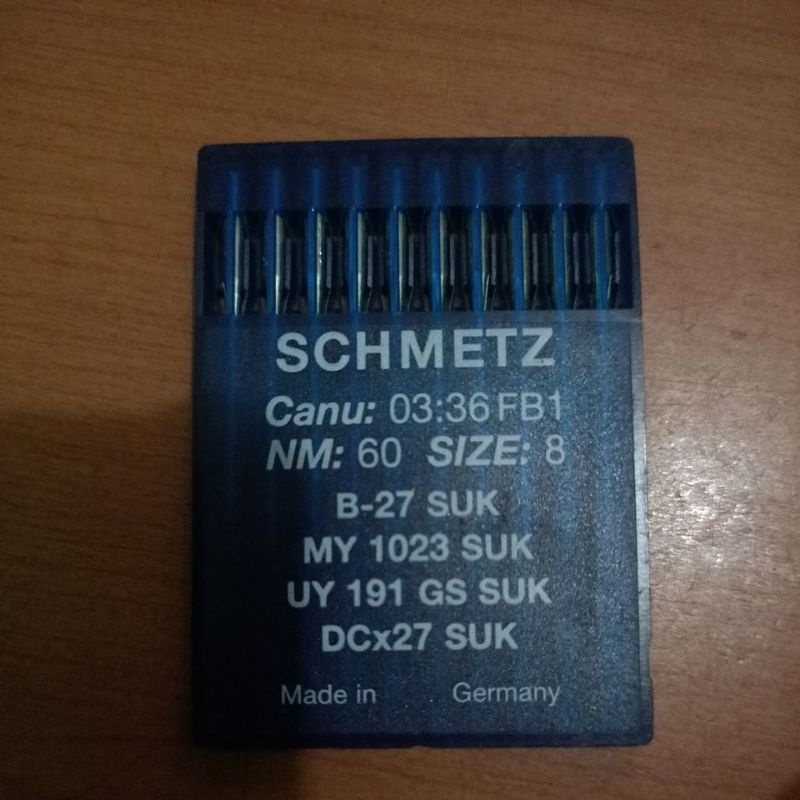 SCHMETZ
Canu: 03:36 FB1
NM: 60 SIZE: 8
B-27 SUK
MY 1023 SUK
UY 191 GS SUK
DCx27 SUK
Made in Germany